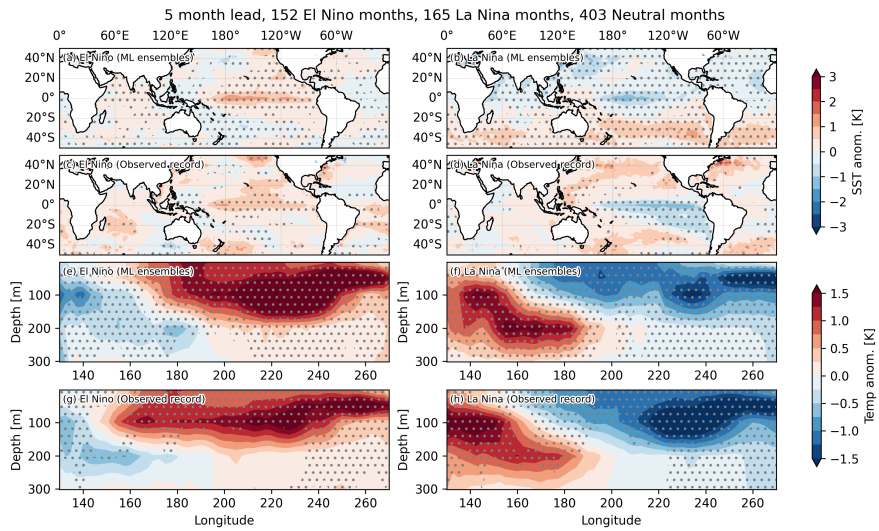 5 month lead, 152 El Nino months, 165 La Nina months, 403 Neutral months
0° 60°E 120°E 180° 120°W 60°W 0° 60°E 120°E 180° 120°W 60°W
(a) El Nino (ML ensembles) (b) La Nina (ML ensembles)
40°N 40°N
20°N 20°N
0° 0°
20°S 20°S
40°S 40°S
(c) El Nino (Observed record) (d) La Nina (Observed record)
40°N 40°N
20°N 20°N
0° 0°
20°S 20°S
40°S 40°S
3
2
1
0
−1
−2
−3
SST anom. [K]
(e) El Nino (ML ensembles) (f) La Nina (ML ensembles)
Depth [m] Depth [m]
100 100
200 200
300 300
140 160 180 200 220 240 260 140 160 180 200 220 240 260
(g) El Nino (Observed record) (h) La Nina (Observed record)
Depth [m] Depth [m]
100 100
200 200
300 300
140 160 180 200 220 240 260 140 160 180 200 220 240 260
Longitude Longitude
1.5
1.0
0.5
0.0
−0.5
−1.0
−1.5
Temp anom. [K]